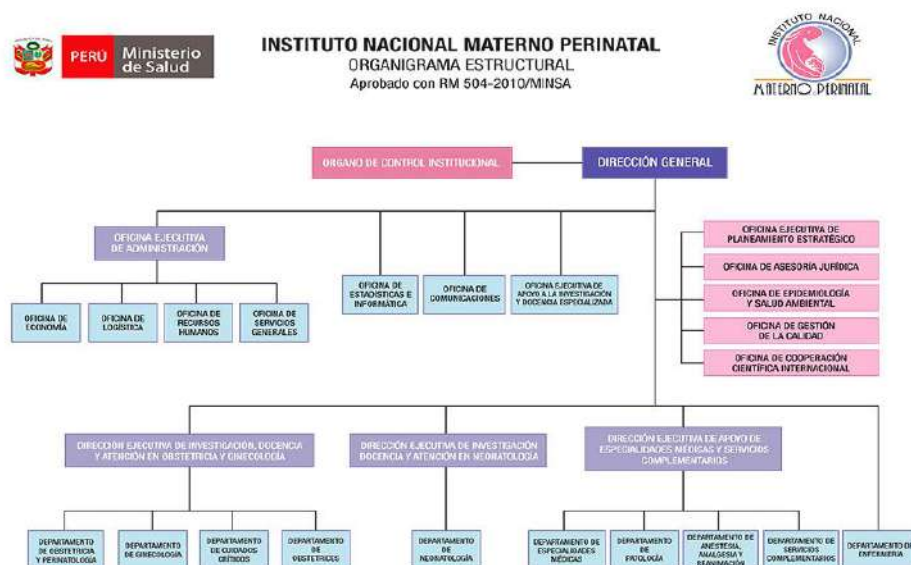 PERÚ
Ministerio
de Salud
INSTITUTO NACIONAL MATERNO PERINATAL
ORGANIGRAMA ESTRUCTURAL
Aprobado con RM 504-2010/MINSA
INSTITUTO NACIONAL
MATERNO PERINATAL
ORGANO DE CONTROL INSTITUCIONAL
DIRECCIÓN GENERAL
OFICINA EJECUTIVA
DE ADMINISTRACIÓN
OFICINA EJECUTIVA DE
PLANEAMIENTO ESTRATÉGICO
OFICINA DE ASESORÍA JURÍDICA
OFICINA DE EPIDEMIOLOGÍA
Y SALUD AMBIENTAL
OFICINA DE GESTIÓN
DE LA CALIDAD
OFICINA DE COOPERACIÓN
CIENTÍFICA INTERNACIONAL
OFICINA DE
ESTADÍSTICAS E
INFORMÁTICA
OFICINA DE
COMUNICACIONES
OFICINA EJECUTIVA DE
APOYO A LA INVESTIGACIÓN
Y DOCENCIA ESPECIALIZADA
OFICINA DE
ECONOMÍA
OFICINA DE
LOGÍSTICA
OFICINA DE
RECURSOS
HUMANOS
OFICINA DE
SERVICIOS
GENERALES
DIRECCIÓN EJECUTIVA DE INVESTIGACIÓN, DOCENCIA
Y ATENCIÓN EN OBSTETRICIA Y GINECOLOGÍA
DIRECCIÓN EJECUTIVA DE INVESTIGACIÓN
DOCENCIA Y ATENCIÓN EN NEONATOLOGÍA
DIRECCIÓN EJECUTIVA DE APOYO DE
ESPECIALIDADES MÉDICAS Y SERVICIOS
COMPLEMENTARIOS
DEPARTAMENTO
DE OBSTETRICIA
Y PERINATOLOGÍA
DEPARTAMENTO
DE GINECOLOGÍA
DEPARTAMENTO
DE CUIDADOS
CRÍTICOS
DEPARTAMENTO
DE
OBSTETRICES
DEPARTAMENTO
DE
NEONATOLOGÍA
DEPARTAMENTO DE
ESPECIALIDADES
MÉDICAS
DEPARTAMENTO
DE
PATOLOGÍA
DEPARTAMENTO DE
ANESTESIA,
ANALGESIA Y
REANIMACIÓN
DEPARTAMENTO DE
SERVICIOS
COMPLEMENTARIOS
DEPARTAMENTO DE
ENFERMERIA